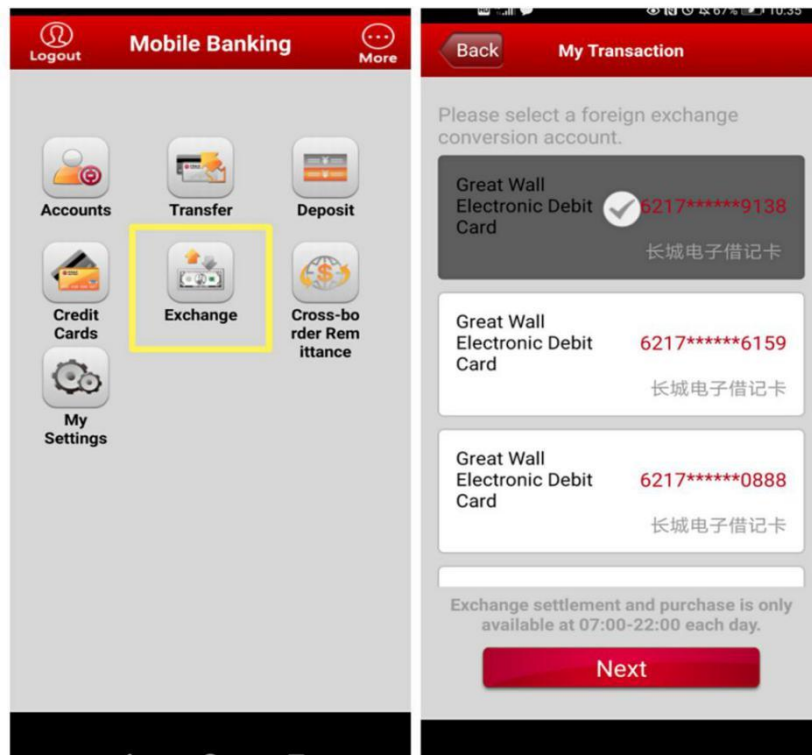 Logout
Mobile Banking
More
Accounts
Transfer
Deposit
Credit
Cards
Exchange
Cross-bo
rder Rem
ittance
My
Settings
67% 10:35
Back
My Transaction
Please select a foreign exchange
conversion account.
Great Wall
Electronic Debit
Card
6217******9138
长城电子借记卡
Great Wall
Electronic Debit
Card
6217******6159
长城电子借记卡
Great Wall
Electronic Debit
Card
6217******0888
长城电子借记卡
Exchange settlement and purchase is only
available at 07:00-22:00 each day.
Next